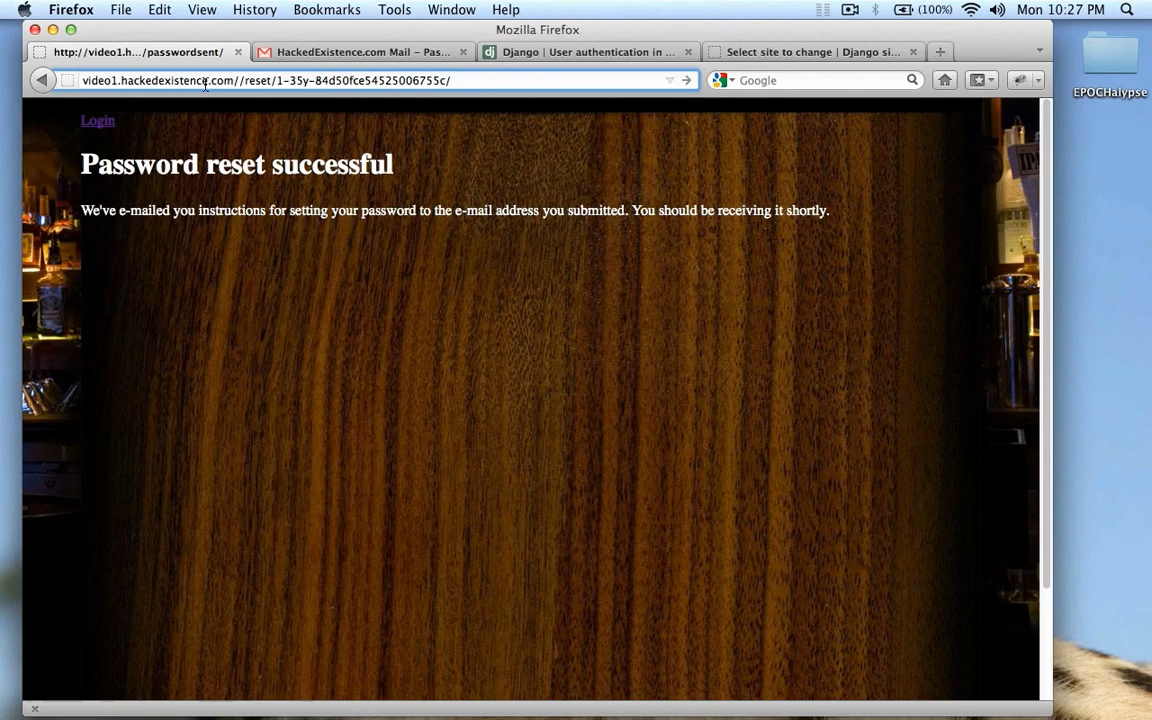 Firefox File Edit View History Bookmarks Tools Window Help (100%) Mon 10:27 PM
Mozilla Firefox
http://video1.h.../passwordsent/ HackedExistence.com Mail - Pas... Django | User authentication in ... Select site to change | Django si...
video1.hackedexistence.com//reset/1-35y-84d50fce54525006755c/ Google
EPOCHalypse
Login
Password reset successful
We've e-mailed you instructions for setting your password to the e-mail address you submitted. You should be receiving it shortly.